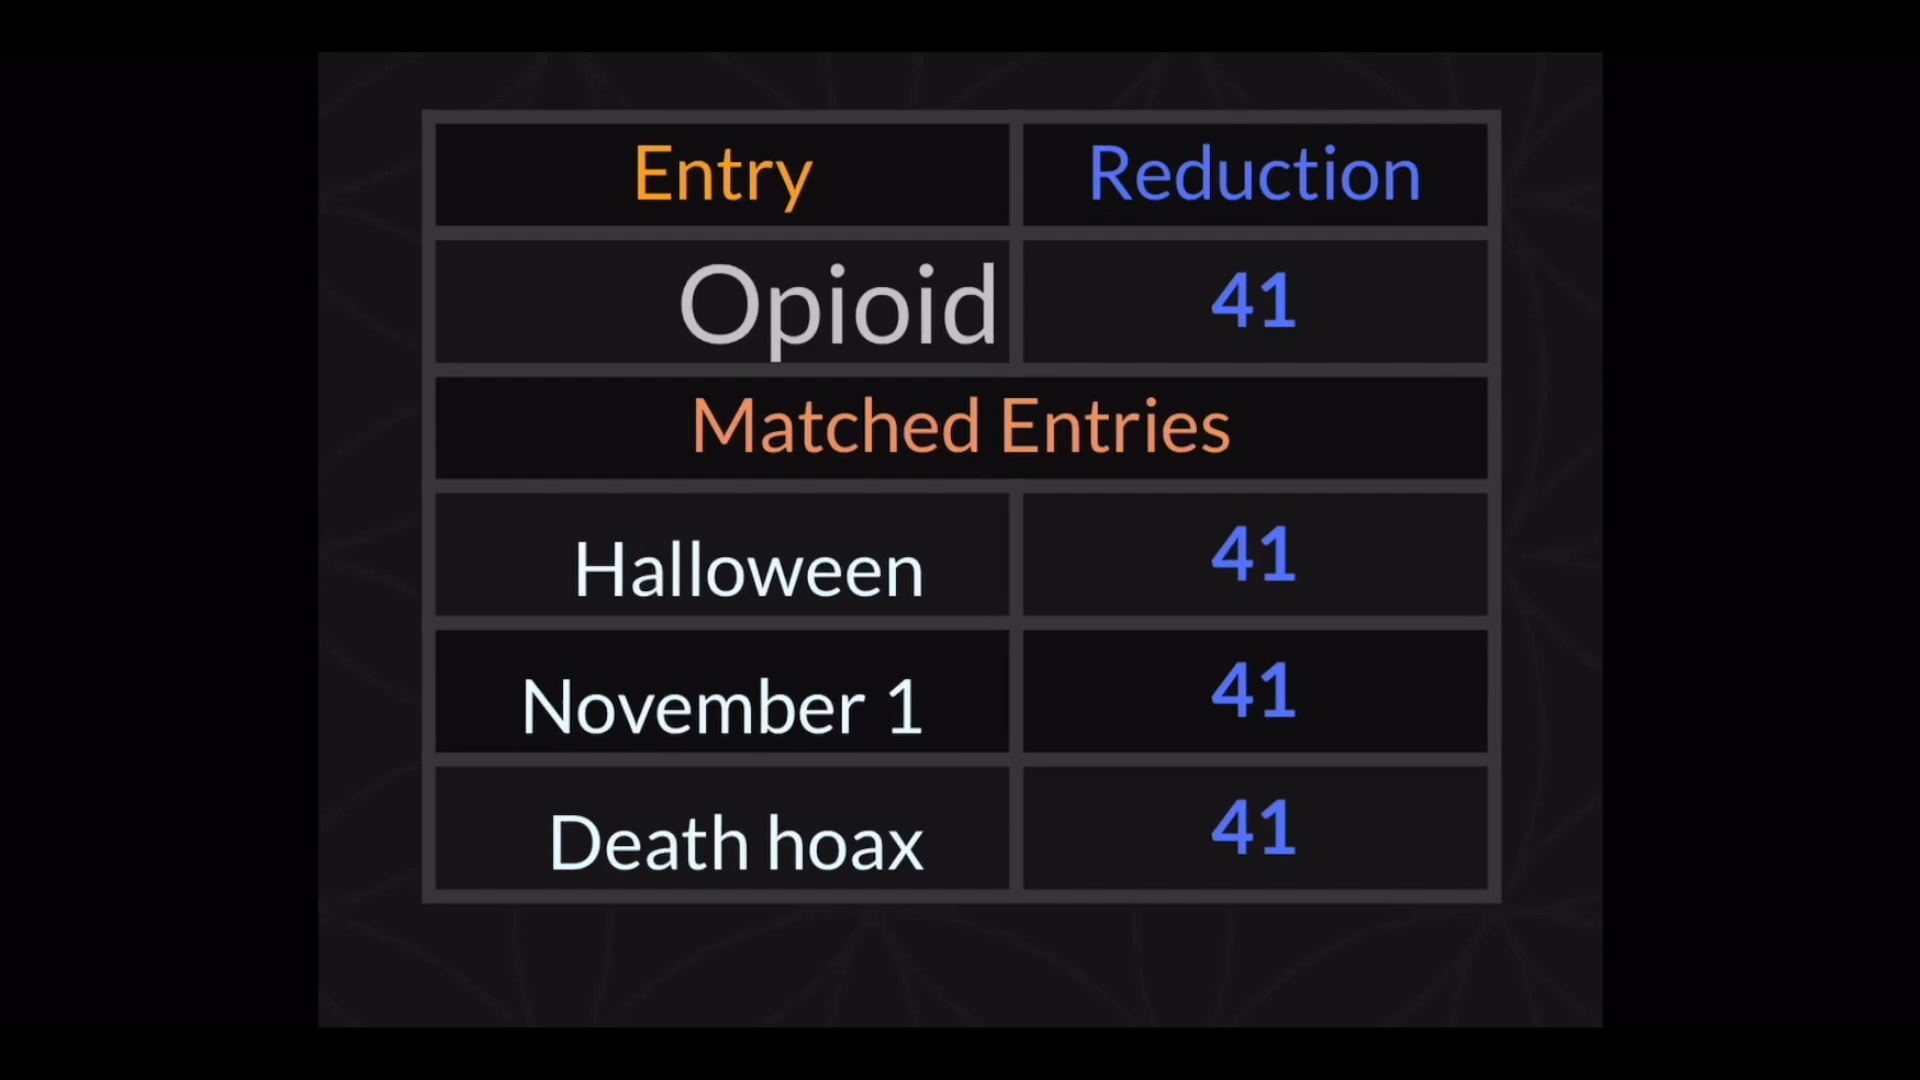 Entry Reduction
Opioid 41
Matched Entries
Halloween 41
November 1 41
Death hoax 41